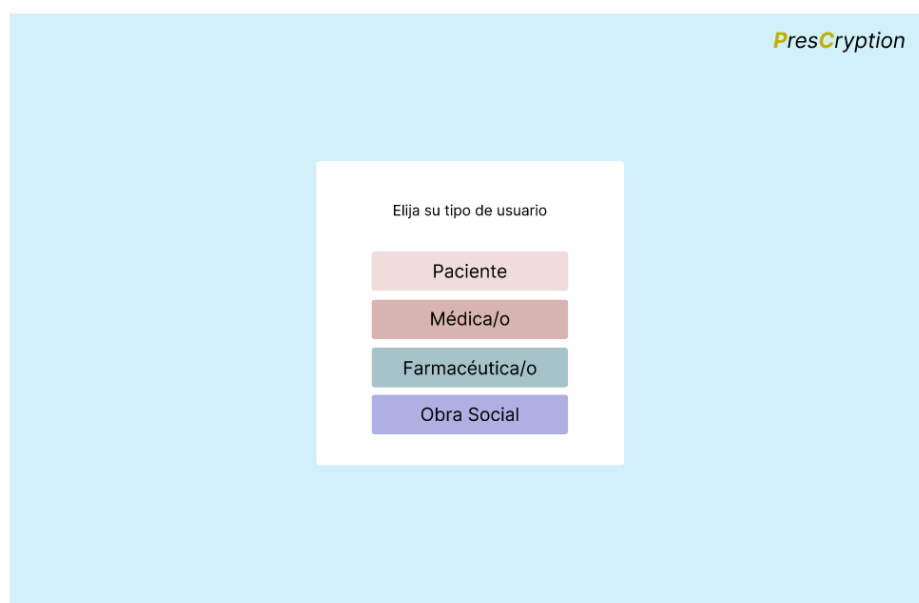 PresCryption
Elija su tipo de usuario
Paciente
Médica/o
Farmacéutica/o
Obra Social